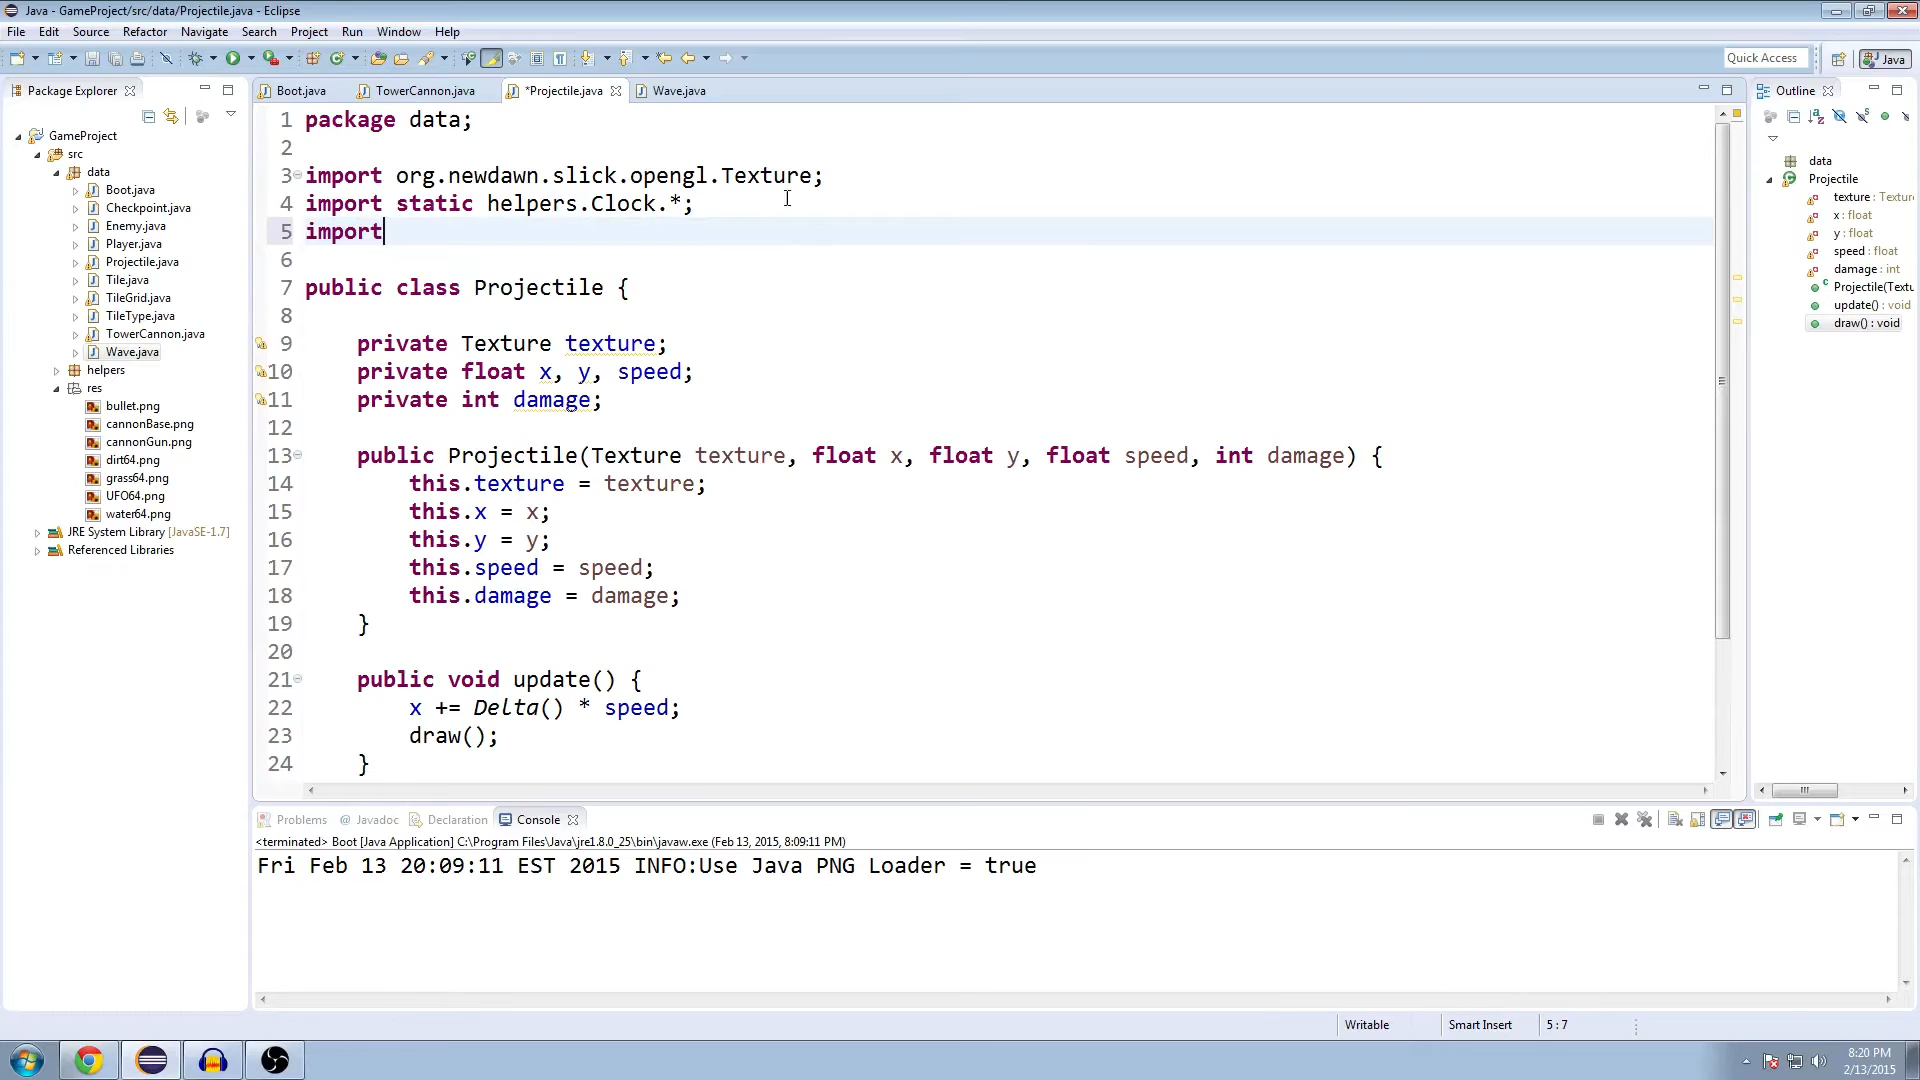 Java - GameProject/src/data/Projectile.java - Eclipse
File Edit Source Refactor Navigate Search Project Run Window Help
Quick Access
Java
Package Explorer
GameProject
src
data
Boot.java
Checkpoint.java
Enemy.java
Player.java
Projectile.java
Tile.java
TileGrid.java
TileType.java
TowerCannon.java
Wave.java
helpers
res
bullet.png
cannonBase.png
cannonGun.png
dirt64.png
grass64.png
UFO64.png
water64.png
JRE System Library [JavaSE-1.7]
Referenced Libraries
Boot.java TowerCannon.java *Projectile.java Wave.java
1 package data;
2
3 import org.newdawn.slick.opengl.Texture;
4 import static helpers.Clock.*;
5 import
6
7 public class Projectile {
8
9 private Texture texture;
10 private float x, y, speed;
11 private int damage;
12
13 public Projectile(Texture texture, float x, float y, float speed, int damage) {
14 this.texture = texture;
15 this.x = x;
16 this.y = y;
17 this.speed = speed;
18 this.damage = damage;
19 }
20
21 public void update() {
22 x += Delta() * speed;
23 draw();
24 }
Outline
data
Projectile
texture : Texture
x : float
y : float
speed : float
damage : int
Projectile(Textu
update() : void
draw() : void
Problems @ Javadoc Declaration Console
<terminated> Boot [Java Application] C:\Program Files\Java\jre1.8.0_25\bin\javaw.exe (Feb 13, 2015, 8:09:11 PM)
Fri Feb 13 20:09:11 EST 2015 INFO:Use Java PNG Loader = true
Writable Smart Insert 5 : 7
8:20 PM
2/13/2015